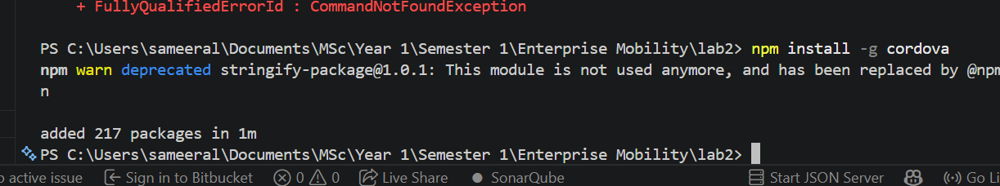 + FullyQualifiedErrorId : CommandNotFoundException
PS C:\Users\sameeral\Documents\MSc\Year 1\Semester 1\Enterprise Mobility\lab2> npm install -g cordova
npm warn deprecated stringify-package@1.0.1: This module is not used anymore, and has been replaced by @npm
n
added 217 packages in 1m
PS C:\Users\sameeral\Documents\MSc\Year 1\Semester 1\Enterprise Mobility\lab2>
o active issue Sign in to Bitbucket 0 0 Live Share SonarQube Start JSON Server Go Li